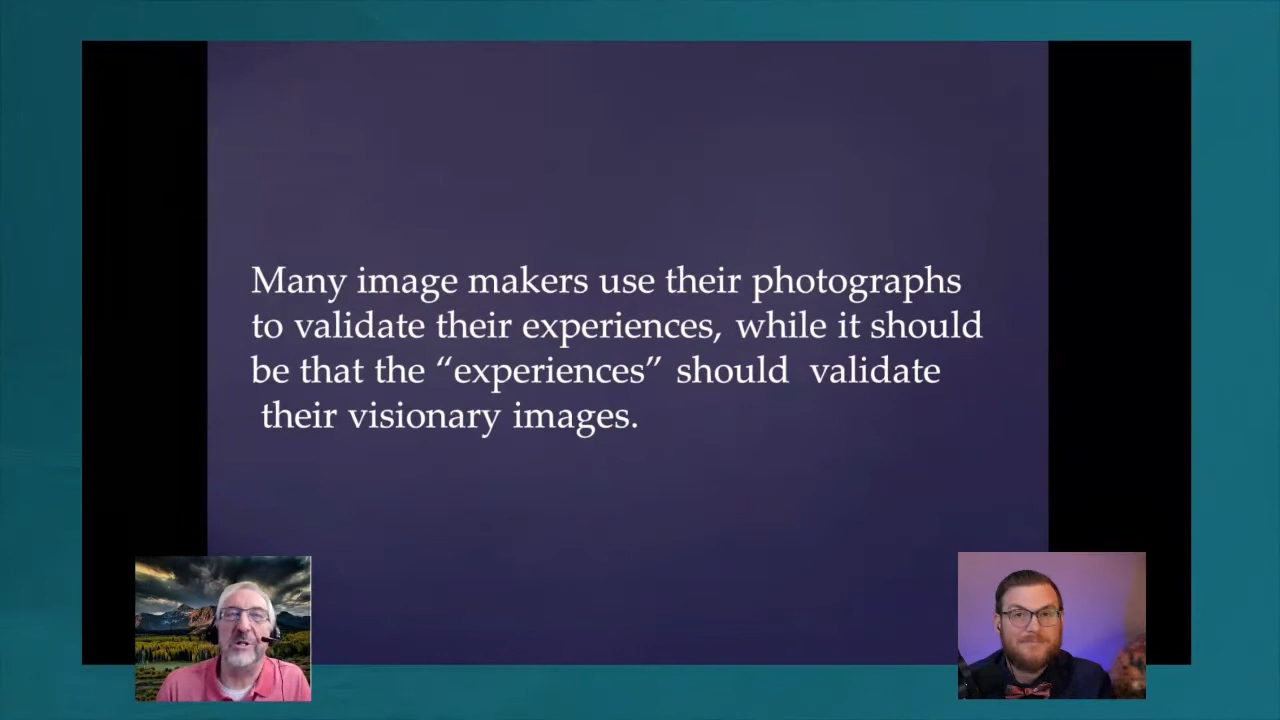 Many image makers use their photographs
to validate their experiences, while it should
be that the “experiences” should validate
their visionary images.